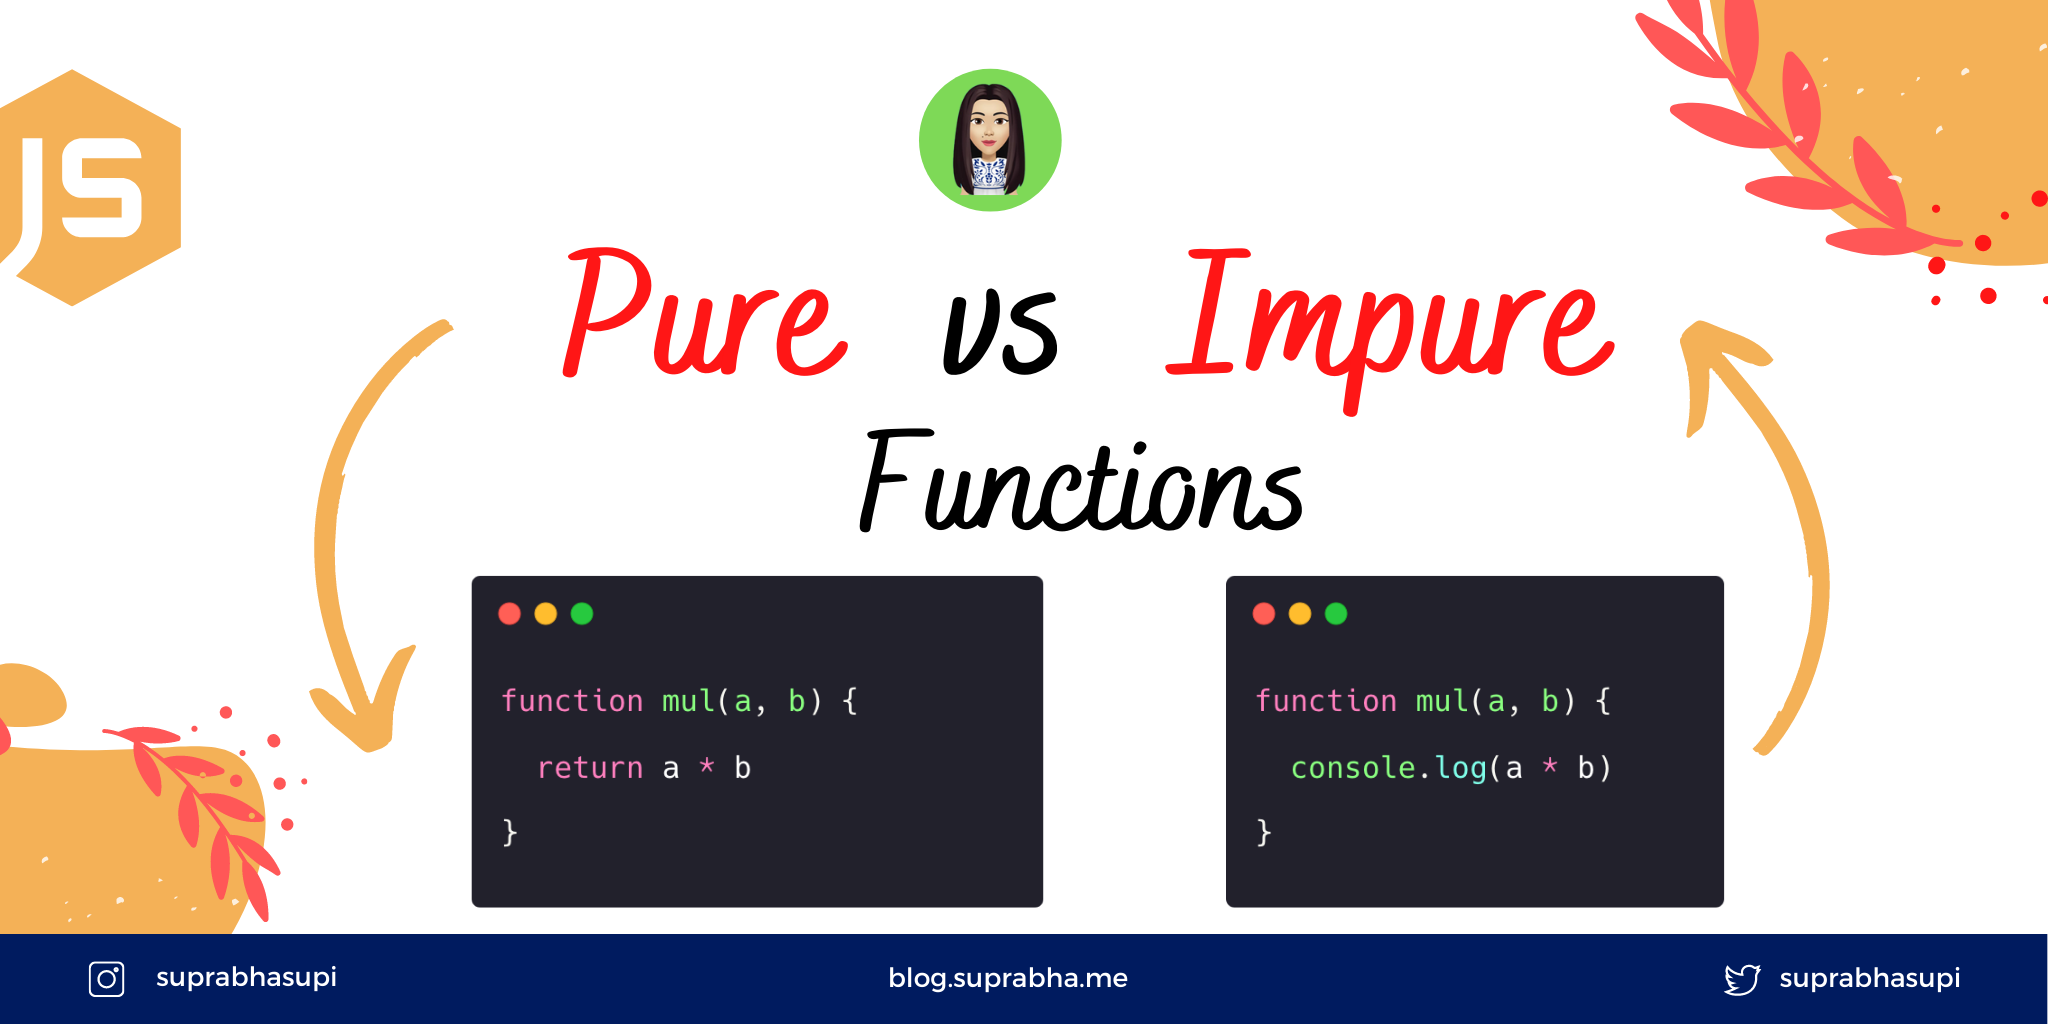 JS
Pure vs Impure
Functions
function mul(a, b) {
  return a * b
}
function mul(a, b) {
  console.log(a * b)
}
suprabhasupi
blog.suprabha.me
suprabhasupi